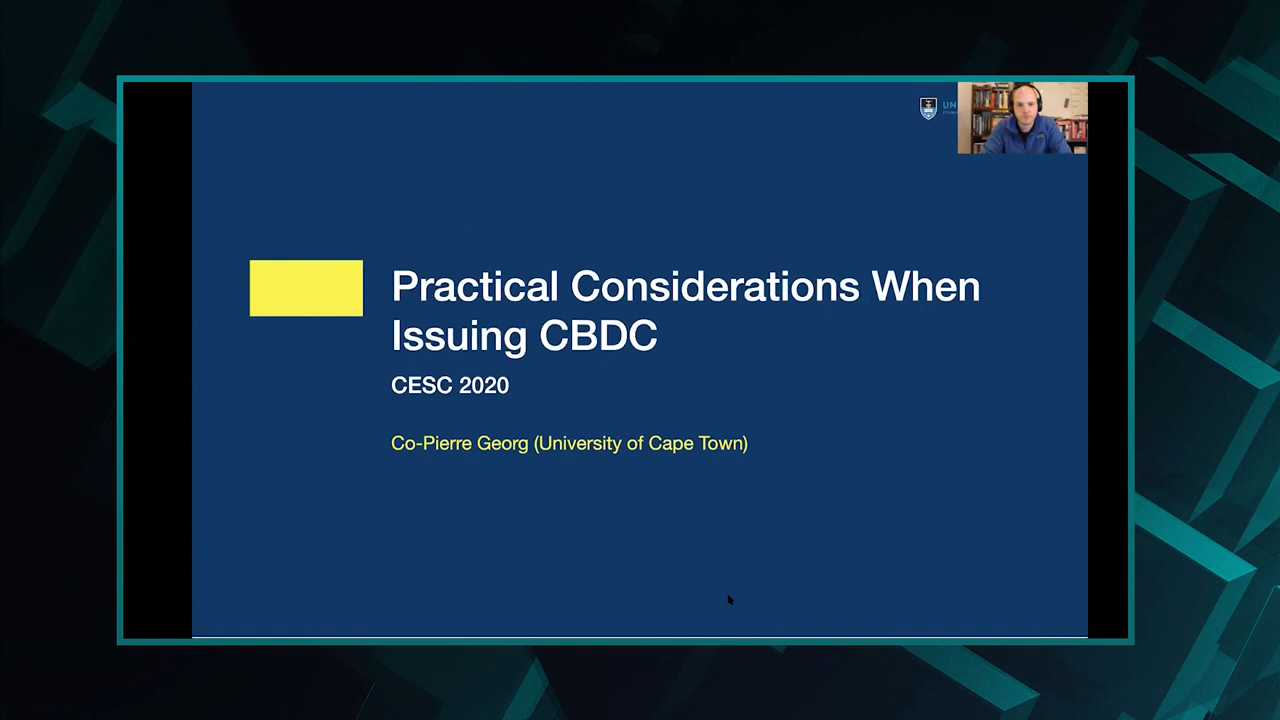 Practical Considerations When
Issuing CBDC
CESC 2020
Co-Pierre Georg (University of Cape Town)